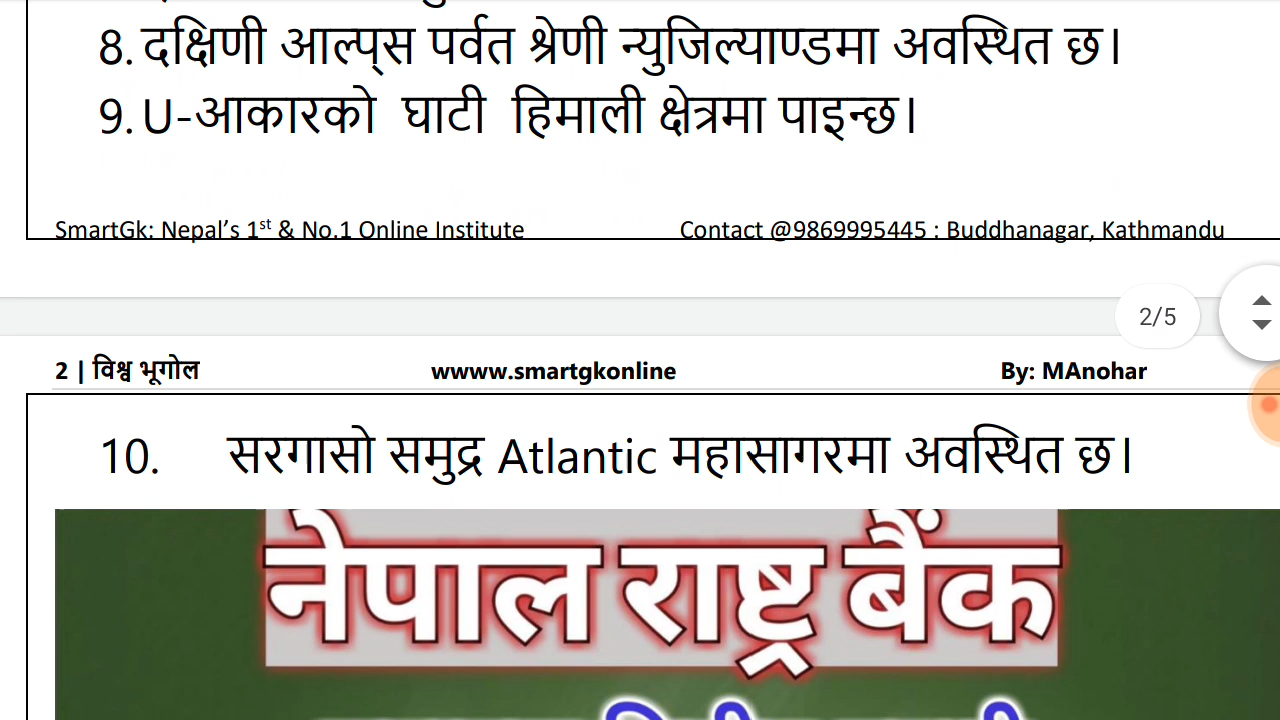 8. दक्षिणी आल्प्स पर्वत श्रेणी न्युजिल्याण्डमा अवस्थित छ।
9. U-आकारको घाटी हिमाली क्षेत्रमा पाइन्छ।
SmartGk: Nepal’s 1st & No.1 Online Institute Contact @9869995445 : Buddhanagar, Kathmandu
2/5
2 | विश्व भूगोल wwww.smartgkonline By: MAnohar
10. सरगासो समुद्र Atlantic महासागरमा अवस्थित छ।
नेपाल राष्ट्र बैंक